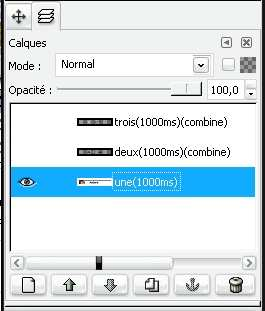 Calques
Mode : Normal
Opacité : 100,0
trois(1000ms)(combine)
deux(1000ms)(combine)
une(1000ms)